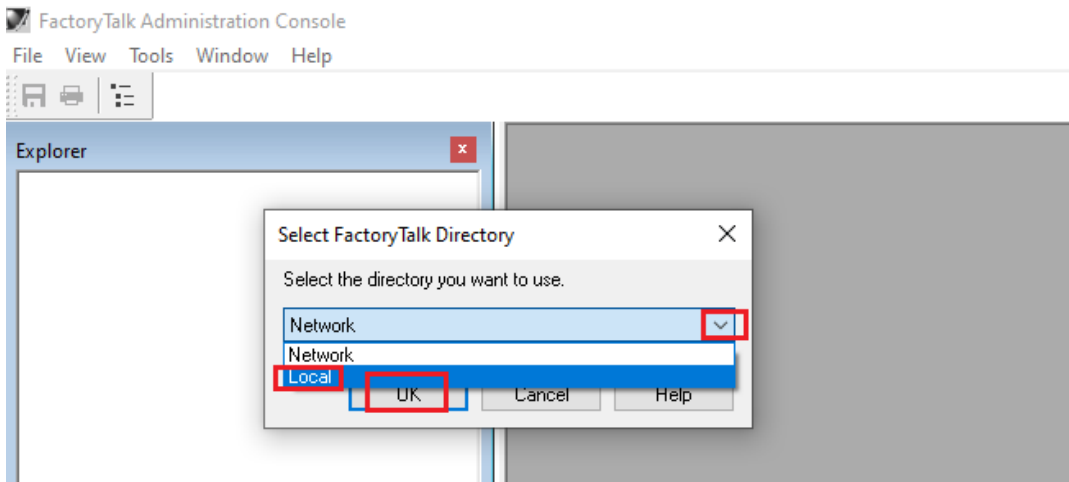 FactoryTalk Administration Console
File View Tools Window Help
Explorer x
Select FactoryTalk Directory
Select the directory you want to use.
Network
Network
Local
OK Cancel Help